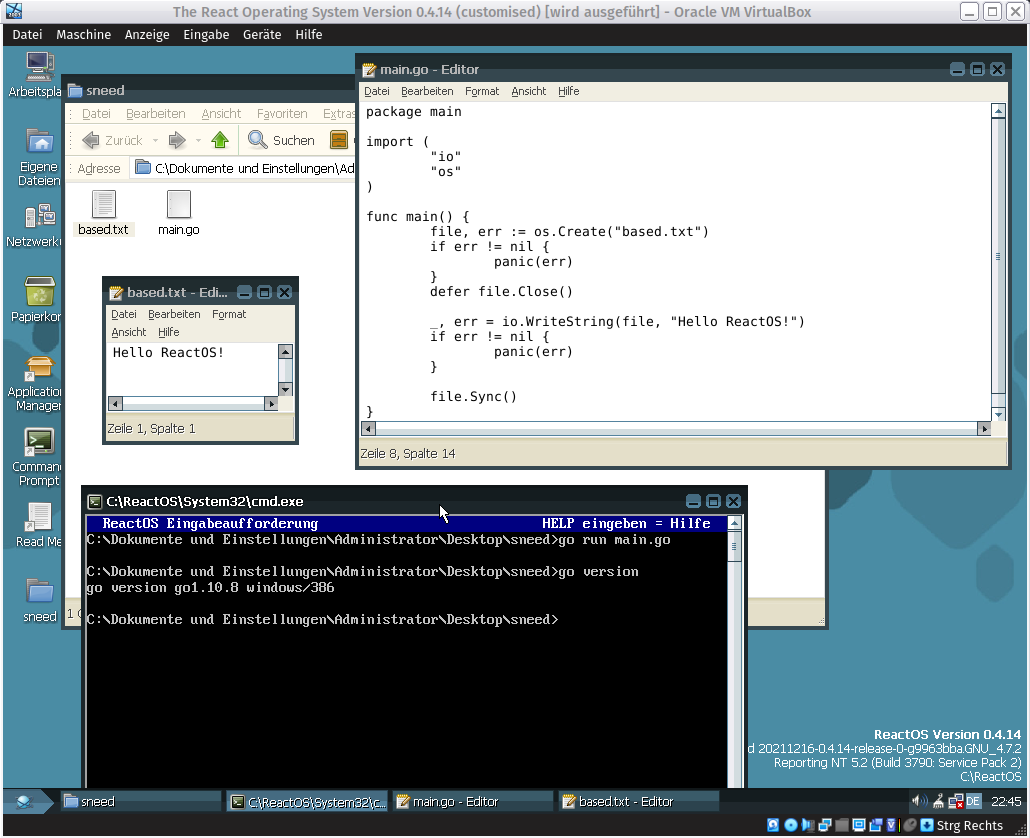 The React Operating System Version 0.4.14 (customised) [wird ausgeführt] - Oracle VM VirtualBox
Datei Maschine Anzeige Eingabe Geräte Hilfe
Arbeitspla
Eigene
Dateien
Netzwerk
Papierkor
Application
Manager
Command
Prompt
Read Me
sneed
sneed
Datei Bearbeiten Ansicht Favoriten Extras
Zurück Suchen
Adresse C:\Dokumente und Einstellungen\Ad
based.txt main.go
main.go - Editor
Datei Bearbeiten Format Ansicht Hilfe
package main
import (
"io"
"os"
)
func main() {
file, err := os.Create("based.txt")
if err != nil {
panic(err)
}
defer file.Close()
_, err = io.WriteString(file, "Hello ReactOS!")
if err != nil {
panic(err)
}
file.Sync()
}
Zeile 8, Spalte 14
based.txt - Edi...
Datei Bearbeiten Format
Ansicht Hilfe
Hello ReactOS!
Zeile 1, Spalte 1
C:\ReactOS\System32\cmd.exe
ReactOS Eingabeaufforderung HELP eingeben = Hilfe
C:\Dokumente und Einstellungen\Administrator\Desktop\sneed>go run main.go
C:\Dokumente und Einstellungen\Administrator\Desktop\sneed>go version
go version go1.10.8 windows/386
C:\Dokumente und Einstellungen\Administrator\Desktop\sneed>
ReactOS Version 0.4.14
d 20211216-0.4.14-release-0-g9963bba.GNU_4.7.2
Reporting NT 5.2 (Build 3790: Service Pack 2)
C:\ReactOS
sneed C:\ReactOS\System32\c... main.go - Editor based.txt - Editor DE 22:45
Strg Rechts